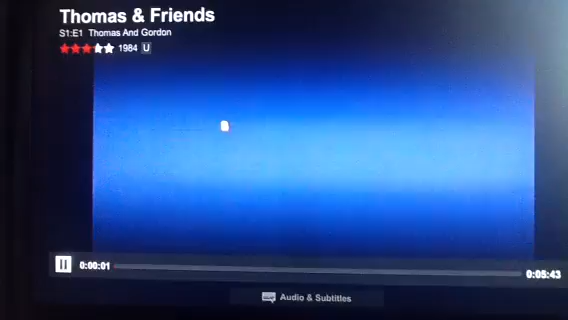 Thomas & Friends
S1:E1 Thomas And Gordon
1984 U
0:00:01
0:05:43
Audio & Subtitles